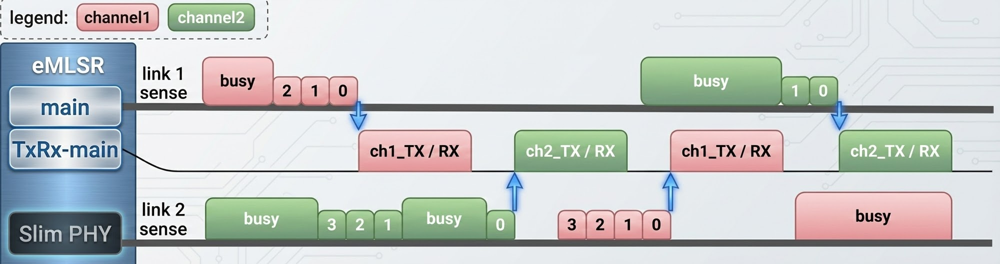 legend: channel1 channel2
eMLSR
main
TxRx-main
Slim PHY
link 1
sense
busy 2 1 0 busy 1 0
ch1_TX / RX ch2_TX / RX ch1_TX / RX ch2_TX / RX
link 2
sense
busy 3 2 1 busy 0 3 2 1 0 busy